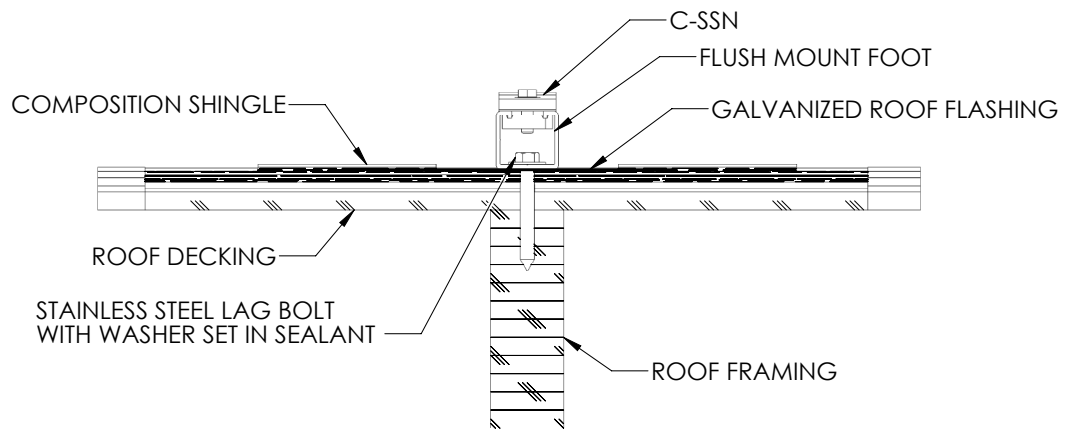 C-SSN
FLUSH MOUNT FOOT
COMPOSITION SHINGLE
GALVANIZED ROOF FLASHING
ROOF DECKING
STAINLESS STEEL LAG BOLT
WITH WASHER SET IN SEALANT
ROOF FRAMING